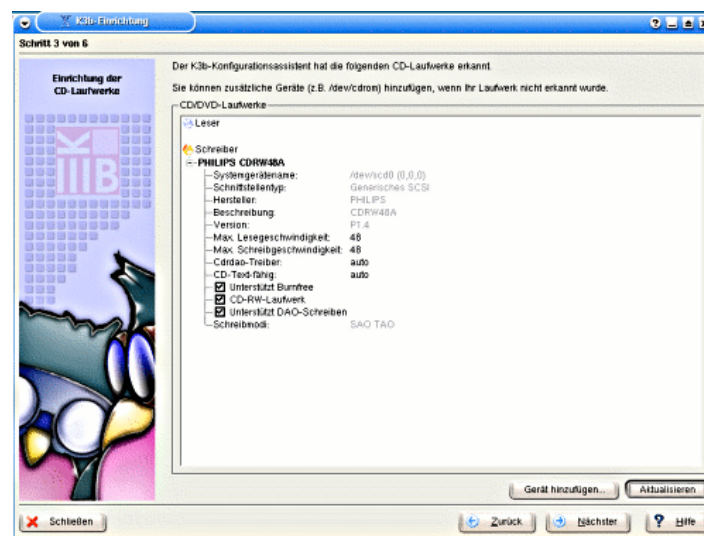 K3b-Einrichtung
Schritt 3 von 6
Einrichtung der
CD-Laufwerke
Der K3b-Konfigurationsassistent hat die folgenden CD-Laufwerke erkannt.
Sie können zusätzliche Geräte (z.B. /dev/cdrom) hinzufügen, wenn Ihr Laufwerk nicht erkannt wurde.
CD/DVD-Laufwerke
Leser
Schreiber
PHILIPS CDRW48A
Systemgerätename: /dev/scd0 (0,0,0)
Schnittstellentyp: Generisches SCSI
Hersteller: PHILIPS
Beschreibung: CDRW48A
Version: P1.4
Max. Lesegeschwindigkeit: 48
Max. Schreibgeschwindigkeit: 48
Cdrdao-Treiber: auto
CD-Text-fähig: auto
Unterstützt Burnfree
CD-RW-Laufwerk
Unterstützt DAO-Schreiben
Schreibmodi: SAO TAO
Gerät hinzufügen... Aktualisieren
Schließen Zurück Nächster Hilfe